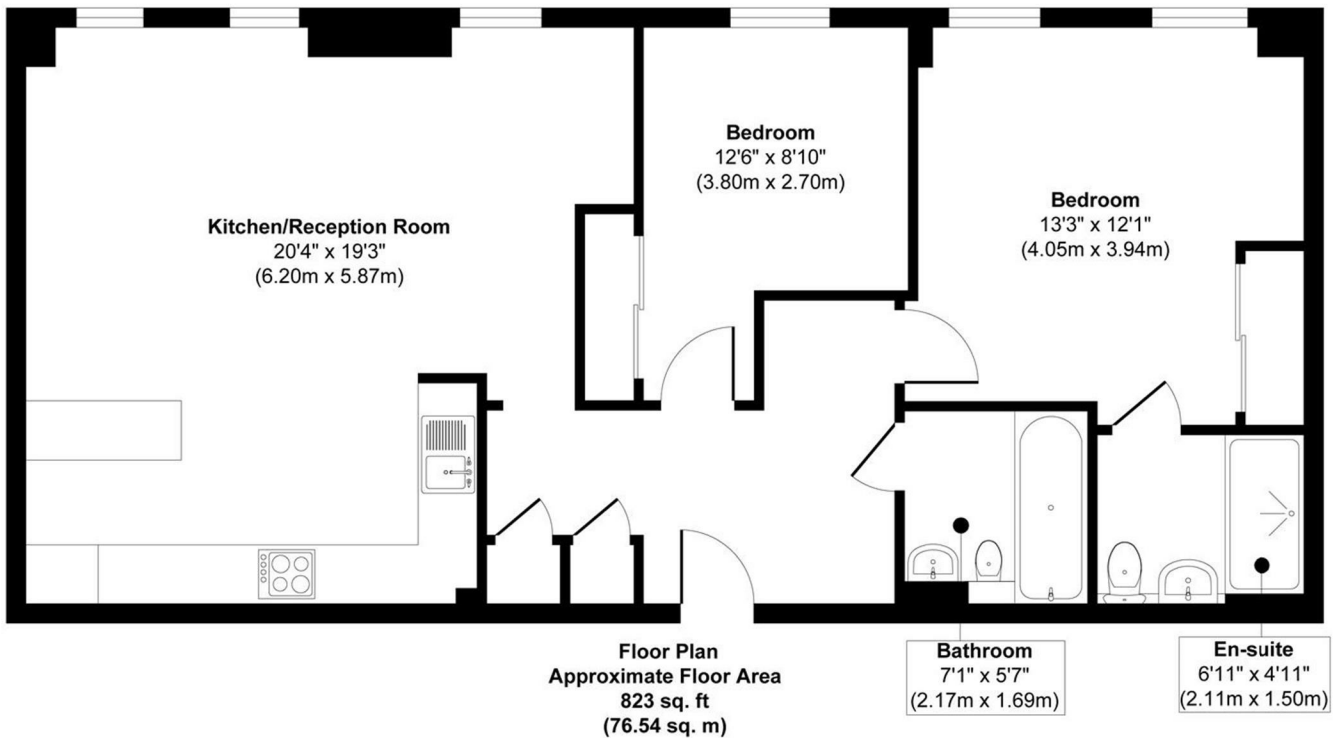 Bedroom
12'6" x 8'10"
(3.80m x 2.70m)
Bedroom
13'3" x 12'1"
(4.05m x 3.94m)
Kitchen/Reception Room
20'4" x 19'3"
(6.20m x 5.87m)
Floor Plan
Approximate Floor Area
823 sq. ft
(76.54 sq. m)
Bathroom
7'1" x 5'7"
(2.17m x 1.69m)
En-suite
6'11" x 4'11"
(2.11m x 1.50m)